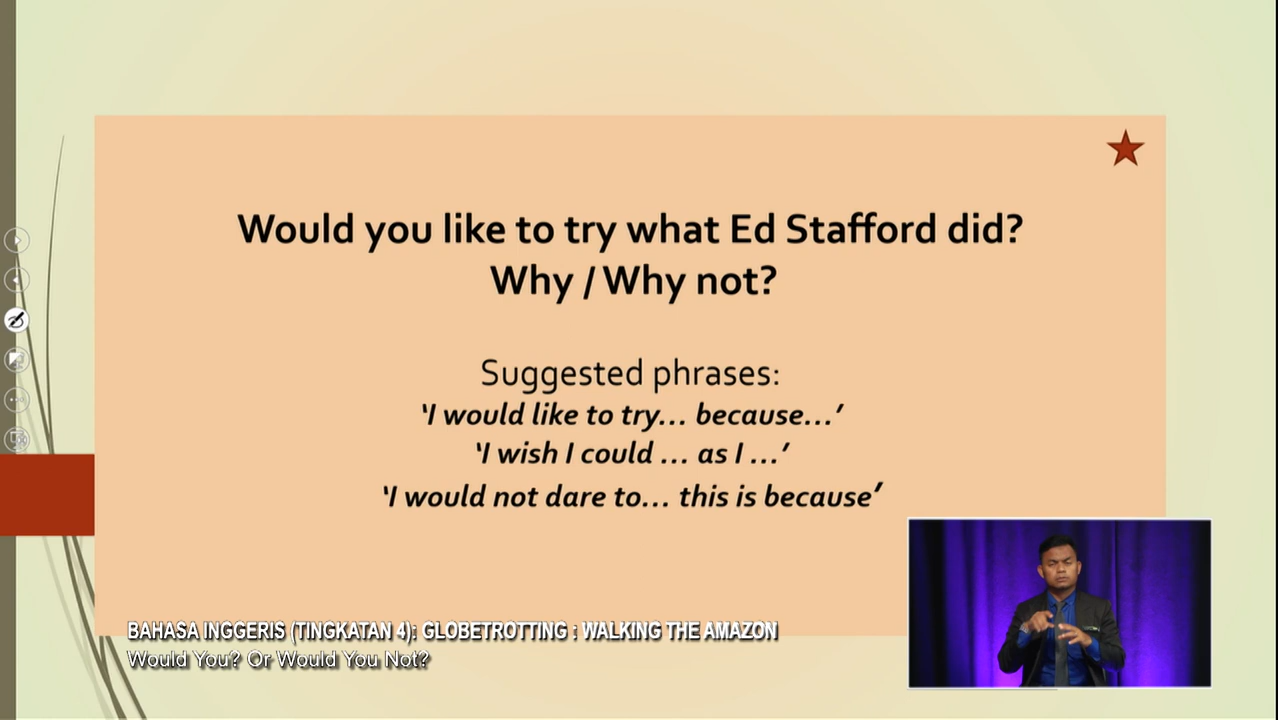 Would you like to try what Ed Stafford did?
Why / Why not?
Suggested phrases:
‘I would like to try… because…’
‘I wish I could … as I …’
‘I would not dare to… this is because’
BAHASA INGGERIS (TINGKATAN 4): GLOBETROTTING : WALKING THE AMAZON
Would You? Or Would You Not?